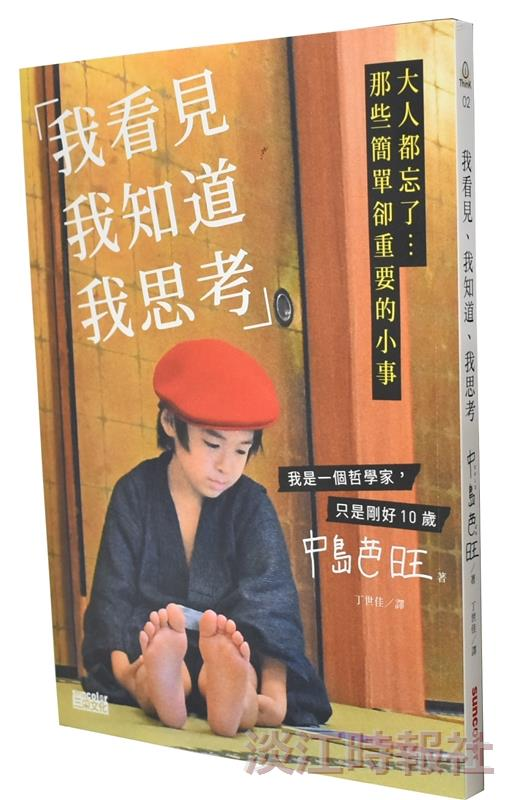 「我看見
我知道
我思考」
大人都忘了…
那些簡單卻重要的小事
我是一個哲學家，
只是剛好10歲
中島芭旺 著
丁世佳／譯
suncolor
三采文化
Think
02
我看見、我知道、我思考
中島芭旺／著
丁世佳／譯
suncol
淡江時報社